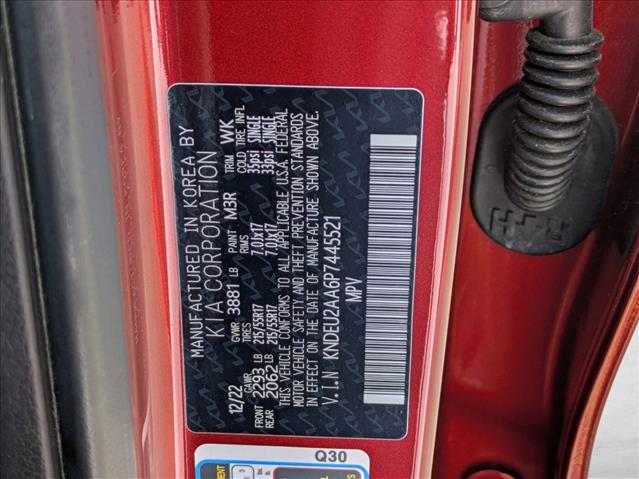 MANUFACTURED IN KOREA BY
KIA CORPORATION
12/22 GVWR 3881 LB PAINT M3R TRIM WK
GAWR TIRES RIMS COLD TIRE INFL
FRONT 2293 LB 215/55R17 7.0Jx17 35psi SINGLE
REAR 2062 LB 215/55R17 7.0Jx17 33psi SINGLE
THIS VEHICLE CONFORMS TO ALL APPLICABLE U.S.A. FEDERAL
MOTOR VEHICLE SAFETY AND THEFT PREVENTION STANDARDS
IN EFFECT ON THE DATE OF MANUFACTURE SHOWN ABOVE.
V.I.N KNDEU2AA6P7445521
MPV
Q30
B-T-H